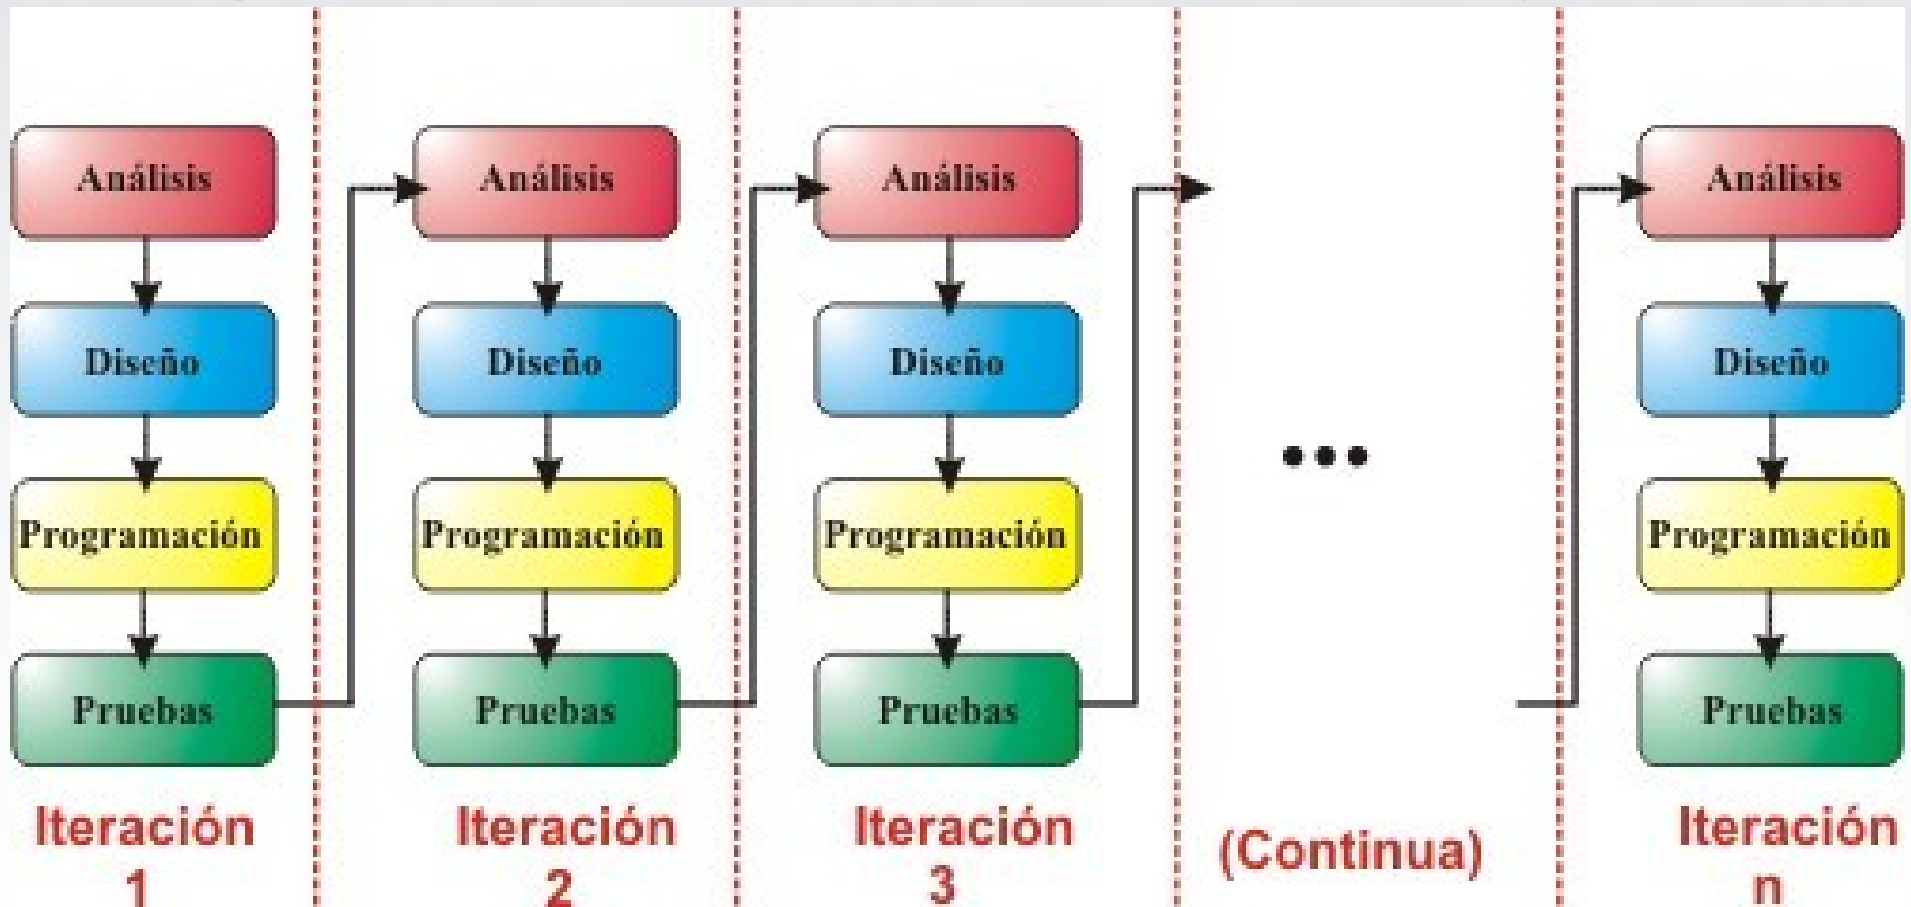 Análisis
Diseño
Programación
Pruebas
Iteración
1
Análisis
Diseño
Programación
Pruebas
Iteración
2
Análisis
Diseño
Programación
Pruebas
Iteración
3
...
(Continua)
Análisis
Diseño
Programación
Pruebas
Iteración
n